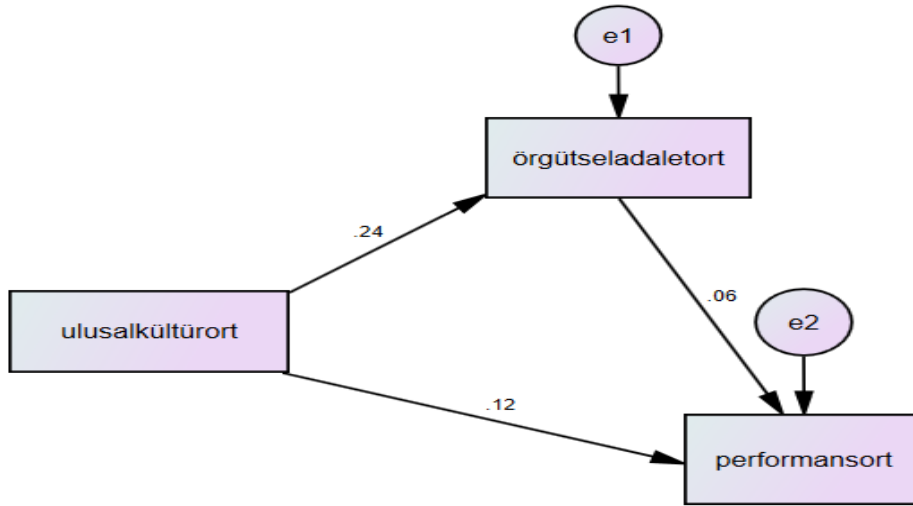 e1
örgütseladaletort
.24
ulusalkültürort
.06
e2
.12
performansort